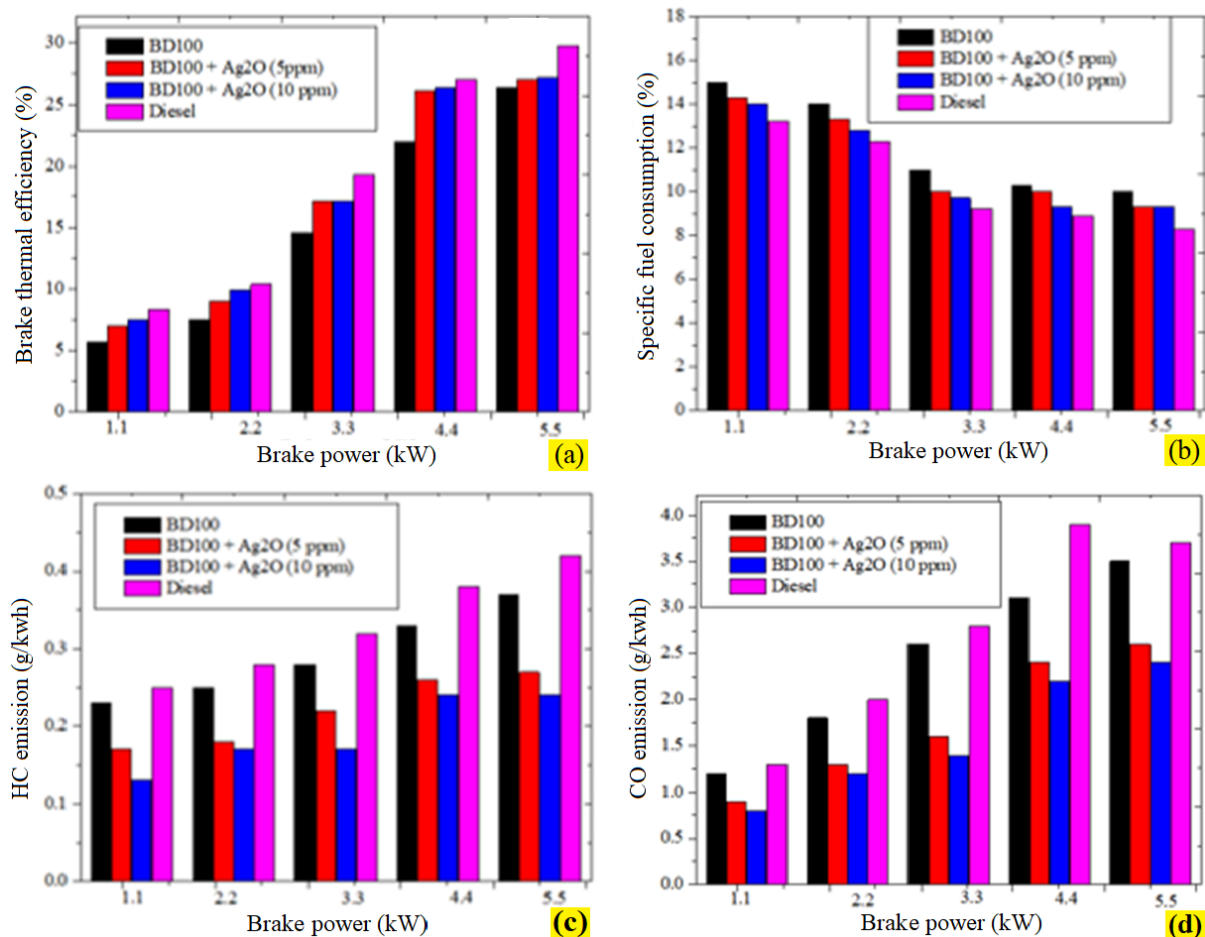 Brake thermal efficiency (%)
30
25
20
15
10
5
0
BD100
BD100 + Ag2O (5ppm)
BD100 + Ag2O (10 ppm)
Diesel
1.1 2.2 3.3 4.4 5.5
Brake power (kW)
(a)
Specific fuel consumption (%)
18
16
14
12
10
8
6
4
2
0
BD100
BD100 + Ag2O (5 ppm)
BD100 + Ag2O (10 ppm)
Diesel
1.1 2.2 3.3 4.4 5.5
Brake power (kW)
(b)
HC emission (g/kwh)
0.5
0.4
0.3
0.2
0.1
0.0
BD100
BD100 + Ag2O (5 ppm)
BD100 + Ag2O (10 ppm)
Diesel
1.1 2.2 3.3 4.4 5.5
Brake power (kW)
(c)
CO emission (g/kwh)
4.0
3.5
3.0
2.5
2.0
1.5
1.0
0.5
0.0
BD100
BD100 + Ag2O (5 ppm)
BD100 + Ag2O (10 ppm)
Diesel
1.1 2.2 3.3 4.4 5.5
Brake power (kW)
(d)